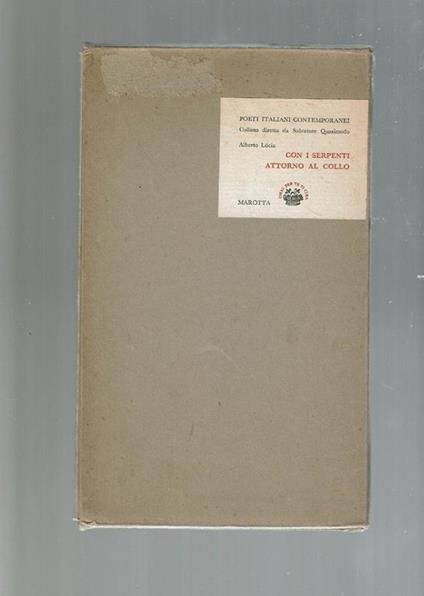 POETI ITALIANI CONTEMPORANEI
Collana diretta da Salvatore Quasimodo
Alberto Lúcia
CON I SERPENTI
ATTORNO AL COLLO
MAROTTA